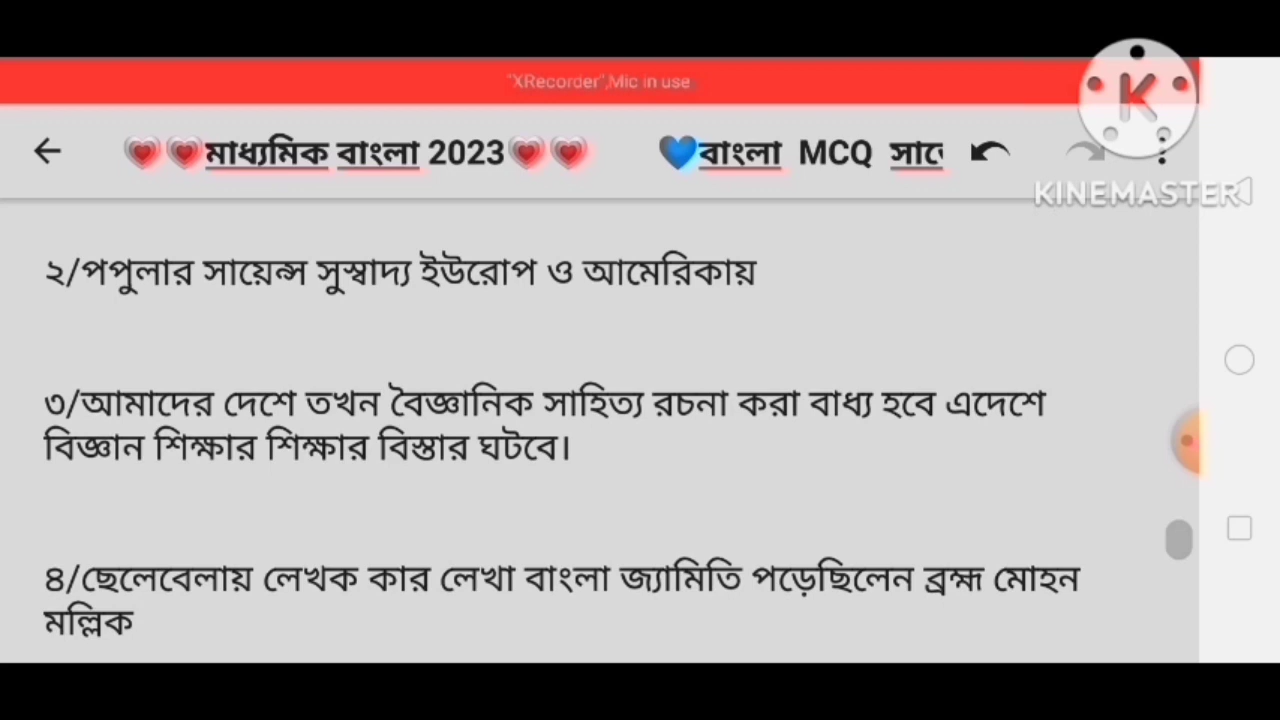 "XRecorder",Mic in use
মাধ্যমিক বাংলা 2023 বাংলা MCQ সাে
KINEMASTER
২/পপুলার সায়েন্স সুস্বাদ্য ইউরোপ ও আমেরিকায়
৩/আমাদের দেশে তখন বৈজ্ঞানিক সাহিত্য রচনা করা বাধ্য হবে এদেশে
বিজ্ঞান শিক্ষার শিক্ষার বিস্তার ঘটবে।
৪/ছেলেবেলায় লেখক কার লেখা বাংলা জ্যামিতি পড়েছিলেন ব্রহ্ম মোহন
মল্লিক